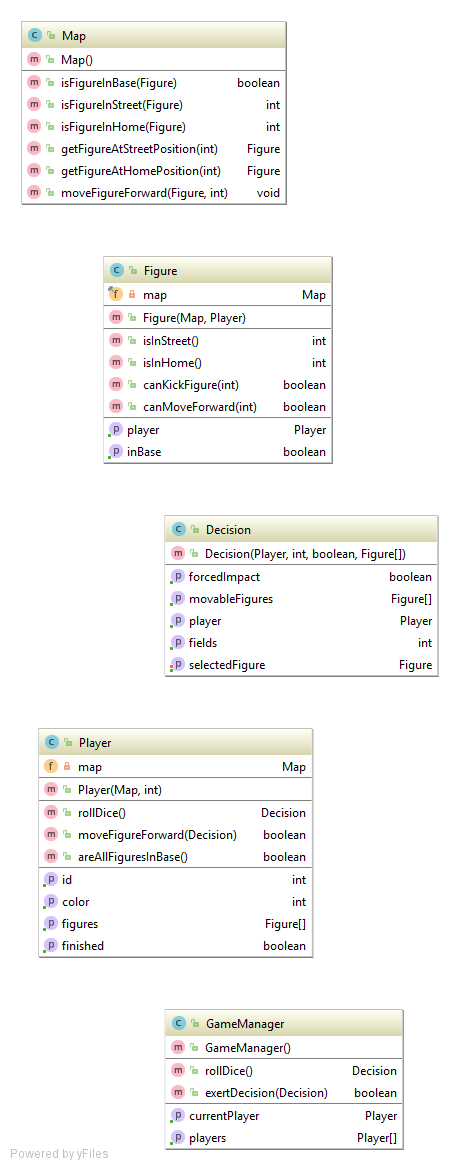 Map
Map()
isFigureInBase(Figure) boolean
isFigureInStreet(Figure) int
isFigureInHome(Figure) int
getFigureAtStreetPosition(int) Figure
getFigureAtHomePosition(int) Figure
moveFigureForward(Figure, int) void
Figure
map Map
Figure(Map, Player)
isInStreet() int
isInHome() int
canKickFigure(int) boolean
canMoveForward(int) boolean
player Player
inBase boolean
Decision
Decision(Player, int, boolean, Figure[])
forcedImpact boolean
movableFigures Figure[]
player Player
fields int
selectedFigure Figure
Player
map Map
Player(Map, int)
rollDice() Decision
moveFigureForward(Decision) boolean
areAllFiguresInBase() boolean
id int
color int
figures Figure[]
finished boolean
GameManager
GameManager()
rollDice() Decision
exertDecision(Decision) boolean
currentPlayer Player
players Player[]
Powered by yFiles